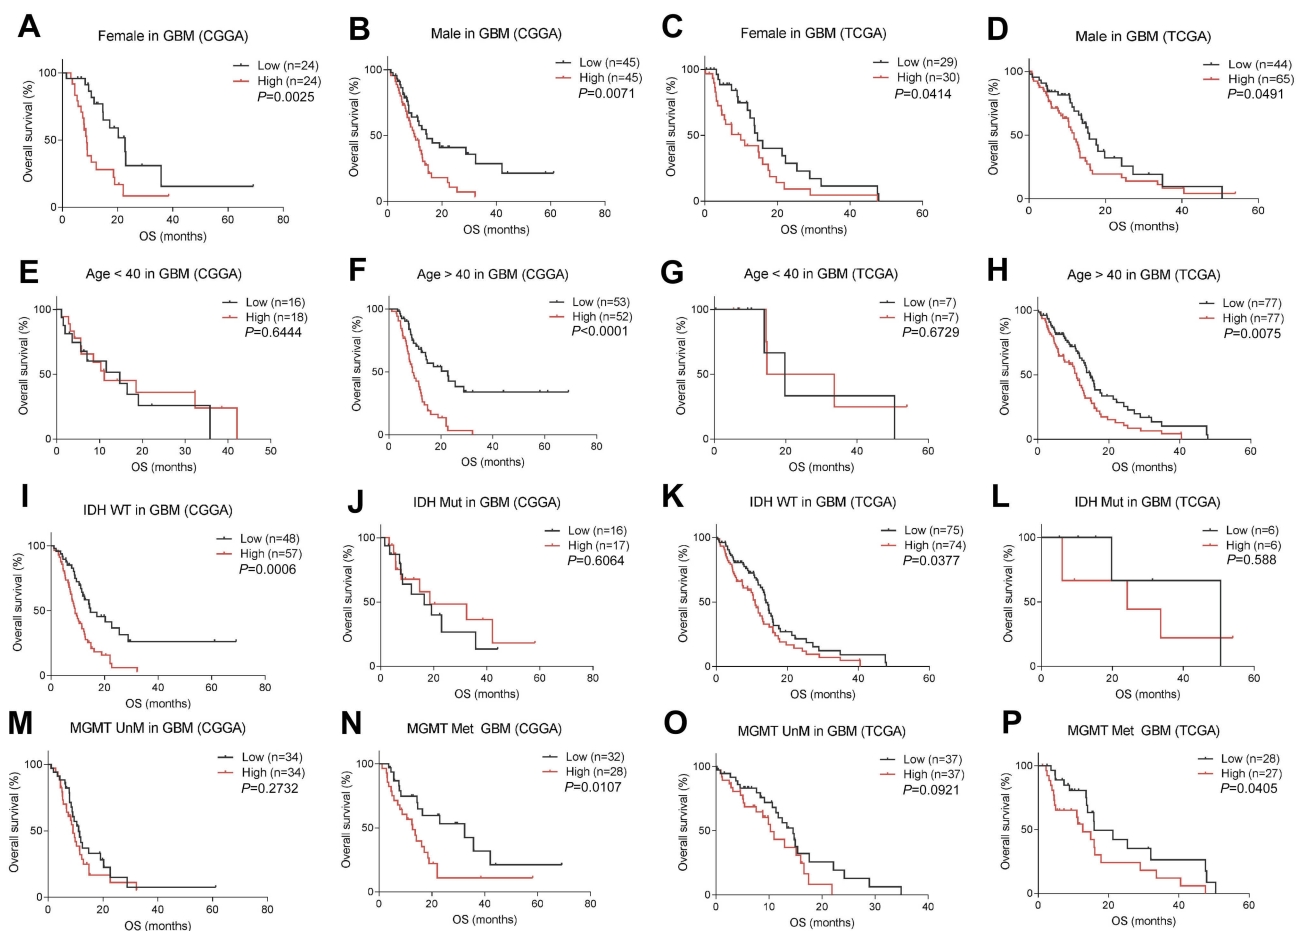 A
Female in GBM (CGGA)
Low (n=24)
High (n=24)
P=0.0025
Overall survival (%)
100
50
0
0 20 40 60 80
OS (months)
B
Male in GBM (CGGA)
Low (n=45)
High (n=45)
P=0.0071
Overall survival (%)
100
50
0
0 20 40 60 80
OS (months)
C
Female in GBM (TCGA)
Low (n=29)
High (n=30)
P=0.0414
Overall survival (%)
100
50
0
0 20 40 60
OS (months)
D
Male in GBM (TCGA)
Low (n=44)
High (n=65)
P=0.0491
Overall survival (%)
100
50
0
0 20 40 60
OS (months)
E
Age < 40 in GBM (CGGA)
Low (n=16)
High (n=18)
P=0.6444
Overall survival (%)
100
50
0
0 10 20 30 40 50
OS (months)
F
Age > 40 in GBM (CGGA)
Low (n=53)
High (n=52)
P<0.0001
Overall survival (%)
100
50
0
0 20 40 60 80
OS (months)
G
Age < 40 in GBM (TCGA)
Low (n=7)
High (n=7)
P=0.6729
Overall survival (%)
100
50
0
0 20 40 60
OS (months)
H
Age > 40 in GBM (TCGA)
Low (n=77)
High (n=77)
P=0.0075
Overall survival (%)
100
50
0
0 20 40 60
OS (months)
I
IDH WT in GBM (CGGA)
Low (n=48)
High (n=57)
P=0.0006
Overall survival (%)
100
50
0
0 20 40 60 80
OS (months)
J
IDH Mut in GBM (CGGA)
Low (n=16)
High (n=17)
P=0.6064
Overall survival (%)
100
50
0
0 20 40 60 80
OS (months)
K
IDH WT in GBM (TCGA)
Low (n=75)
High (n=74)
P=0.0377
Overall survival (%)
100
50
0
0 20 40 60
OS (months)
L
IDH Mut in GBM (TCGA)
Low (n=6)
High (n=6)
P=0.588
Overall survival (%)
100
50
0
0 20 40 60
OS (months)
M
MGMT UnM in GBM (CGGA)
Low (n=34)
High (n=34)
P=0.2732
Overall survival (%)
100
50
0
0 20 40 60 80
OS (months)
N
MGMT Met GBM (CGGA)
Low (n=32)
High (n=28)
P=0.0107
Overall survival (%)
100
50
0
0 20 40 60 80
OS (months)
O
MGMT UnM in GBM (TCGA)
Low (n=37)
High (n=37)
P=0.0921
Overall survival (%)
100
50
0
0 10 20 30 40
OS (months)
P
MGMT Met GBM (TCGA)
Low (n=28)
High (n=27)
P=0.0405
Overall survival (%)
100
50
0
0 20 40 60
OS (months)